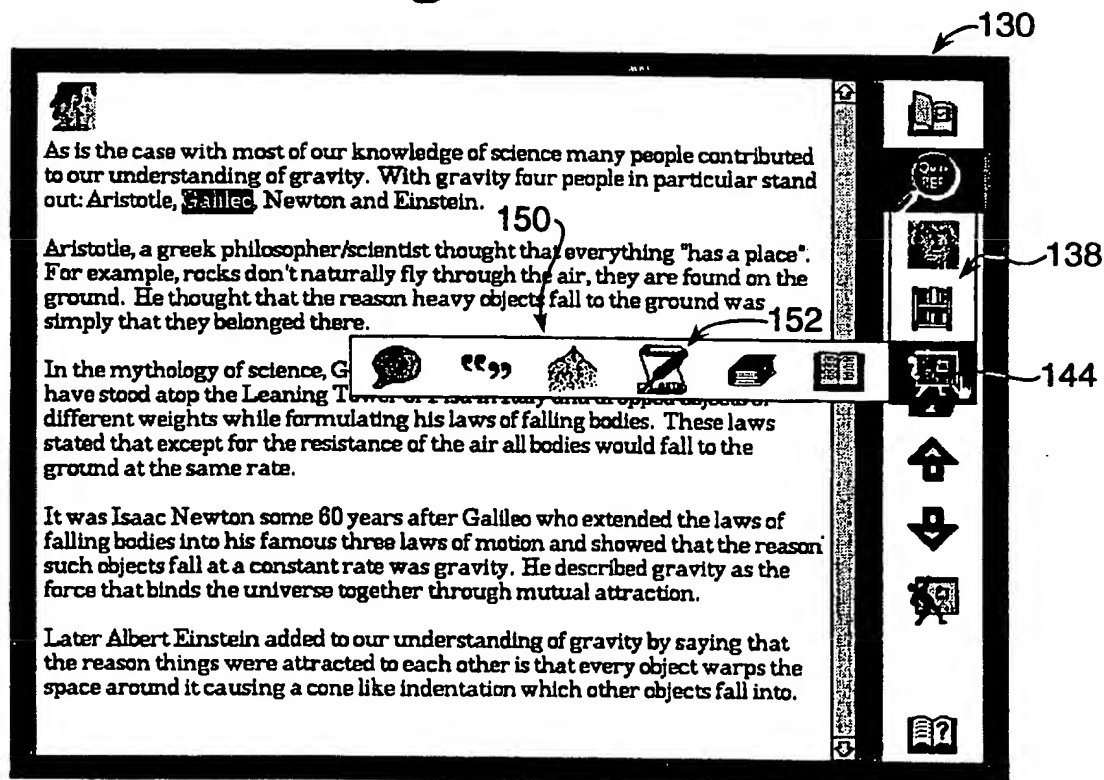 130
As is the case with most of our knowledge of science many people contributed
to our understanding of gravity. With gravity four people in particular stand
out: Aristotle, Galileo, Newton and Einstein.
150
Aristotle, a greek philosopher/scientist thought that everything "has a place".
For example, rocks don't naturally fly through the air, they are found on the
138
ground. He thought that the reason heavy objects fall to the ground was
simply that they belonged there.
152
In the mythology of science, G
144
have stood atop the Leaning
different weights while formulating his laws of falling bodies. These laws
stated that except for the resistance of the air all bodies would fall to the
ground at the same rate.
It was Isaac Newton some 60 years after Galileo who extended the laws of
falling bodies into his famous three laws of motion and showed that the reason
such objects fall at a constant rate was gravity. He described gravity as the
force that binds the universe together through mutual attraction.
Later Albert Einstein added to our understanding of gravity by saying that
the reason things were attracted to each other is that every object warps the
space around it causing a cone like indentation which other objects fall into.
?